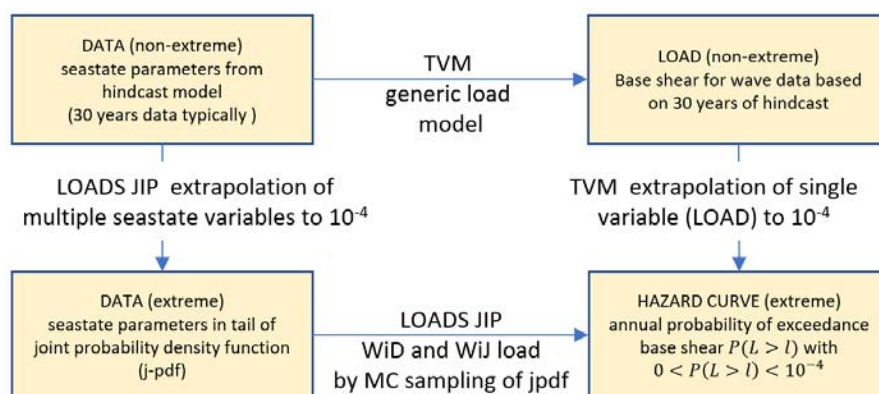 DATA (non-extreme)
seastate parameters from
hindcast model
(30 years data typically )
TVM
generic load
model
LOAD (non-extreme)
Base shear for wave data based
on 30 years of hindcast
LOADS JIP extrapolation of
multiple seastate variables to 10⁻⁴
TVM extrapolation of single
variable (LOAD) to 10⁻⁴
DATA (extreme)
seastate parameters in tail of
joint probability density function
(j-pdf)
LOADS JIP
WiD and WiJ load
by MC sampling of jpdf
HAZARD CURVE (extreme)
annual probability of exceedance
base shear P(L > l) with
0 < P(L > l) < 10⁻⁴